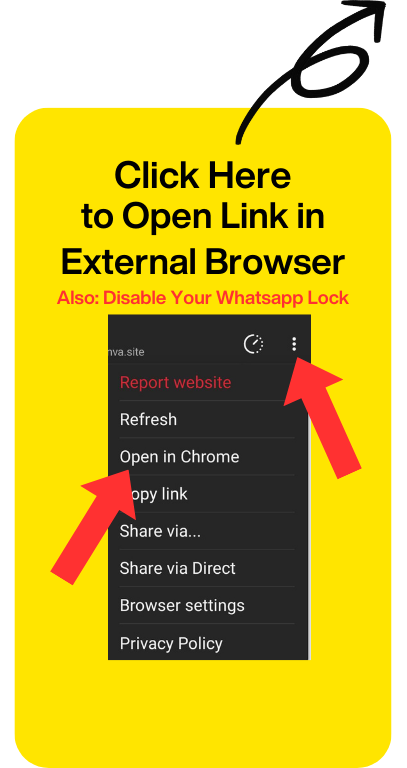 Click Here
to Open Link in
External Browser
Also: Disable Your Whatsapp Lock
nva.site
Report website
Refresh
Open in Chrome
opy link
Share via...
Share via Direct
Browser settings
Privacy Policy